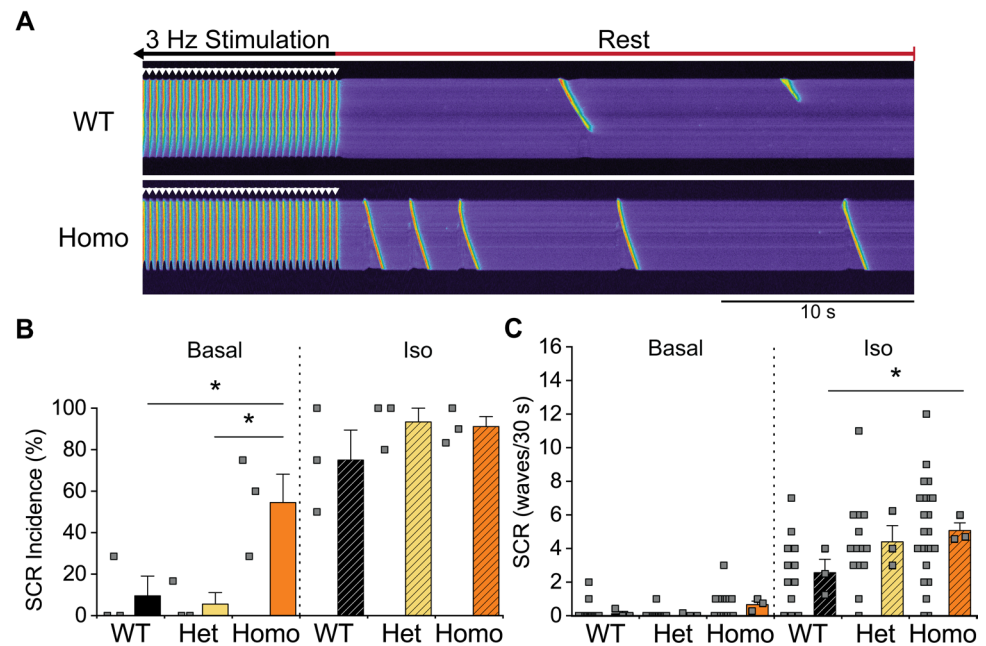 A
3 Hz Stimulation Rest
WT
Homo
10 s
B
Basal Iso
* *
SCR Incidence (%)
100
80
60
40
20
0
WT Het Homo WT Het Homo
C
Basal Iso
*
SCR (waves/30 s)
16
14
12
10
8
6
4
2
0
WT Het Homo WT Het Homo